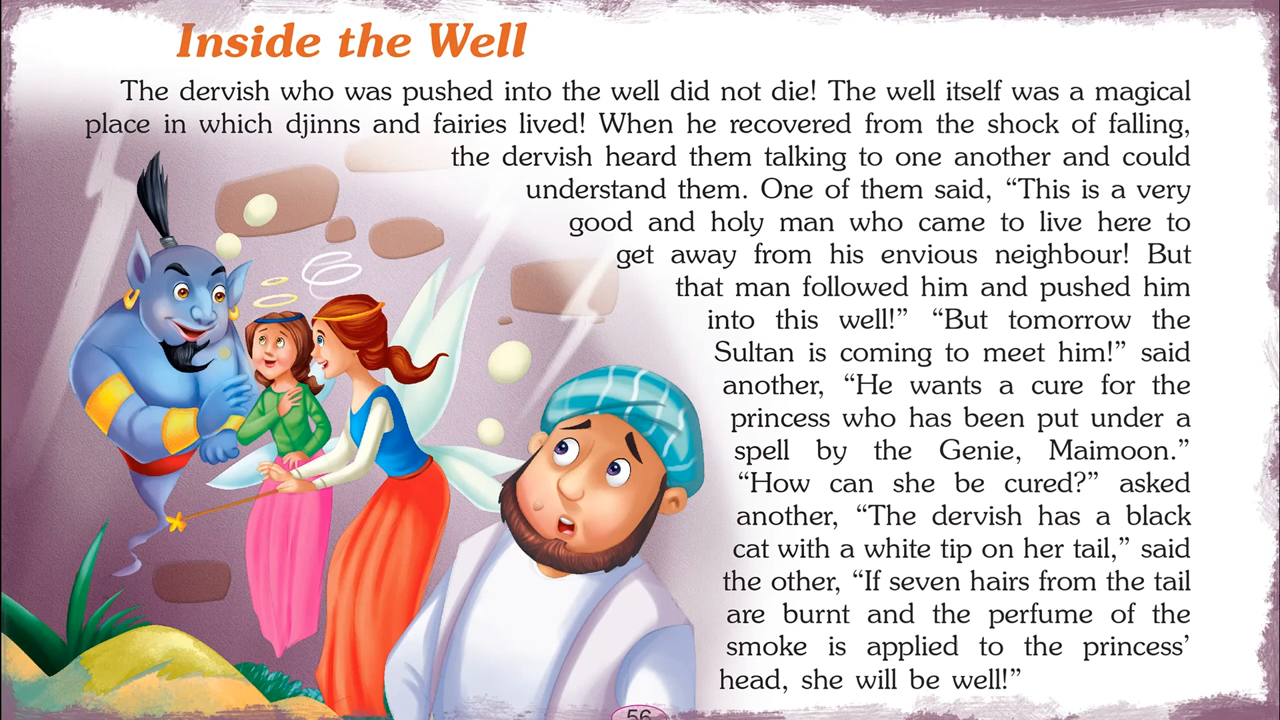 Inside the Well
The dervish who was pushed into the well did not die! The well itself was a magical
place in which djinns and fairies lived! When he recovered from the shock of falling,
the dervish heard them talking to one another and could
understand them. One of them said, “This is a very
good and holy man who came to live here to
get away from his envious neighbour! But
that man followed him and pushed him
into this well!” “But tomorrow the
Sultan is coming to meet him!” said
another, “He wants a cure for the
princess who has been put under a
spell by the Genie, Maimoon.”
“How can she be cured?” asked
another, “The dervish has a black
cat with a white tip on her tail,” said
the other, “If seven hairs from the tail
are burnt and the perfume of the
smoke is applied to the princess’
head, she will be well!”
56